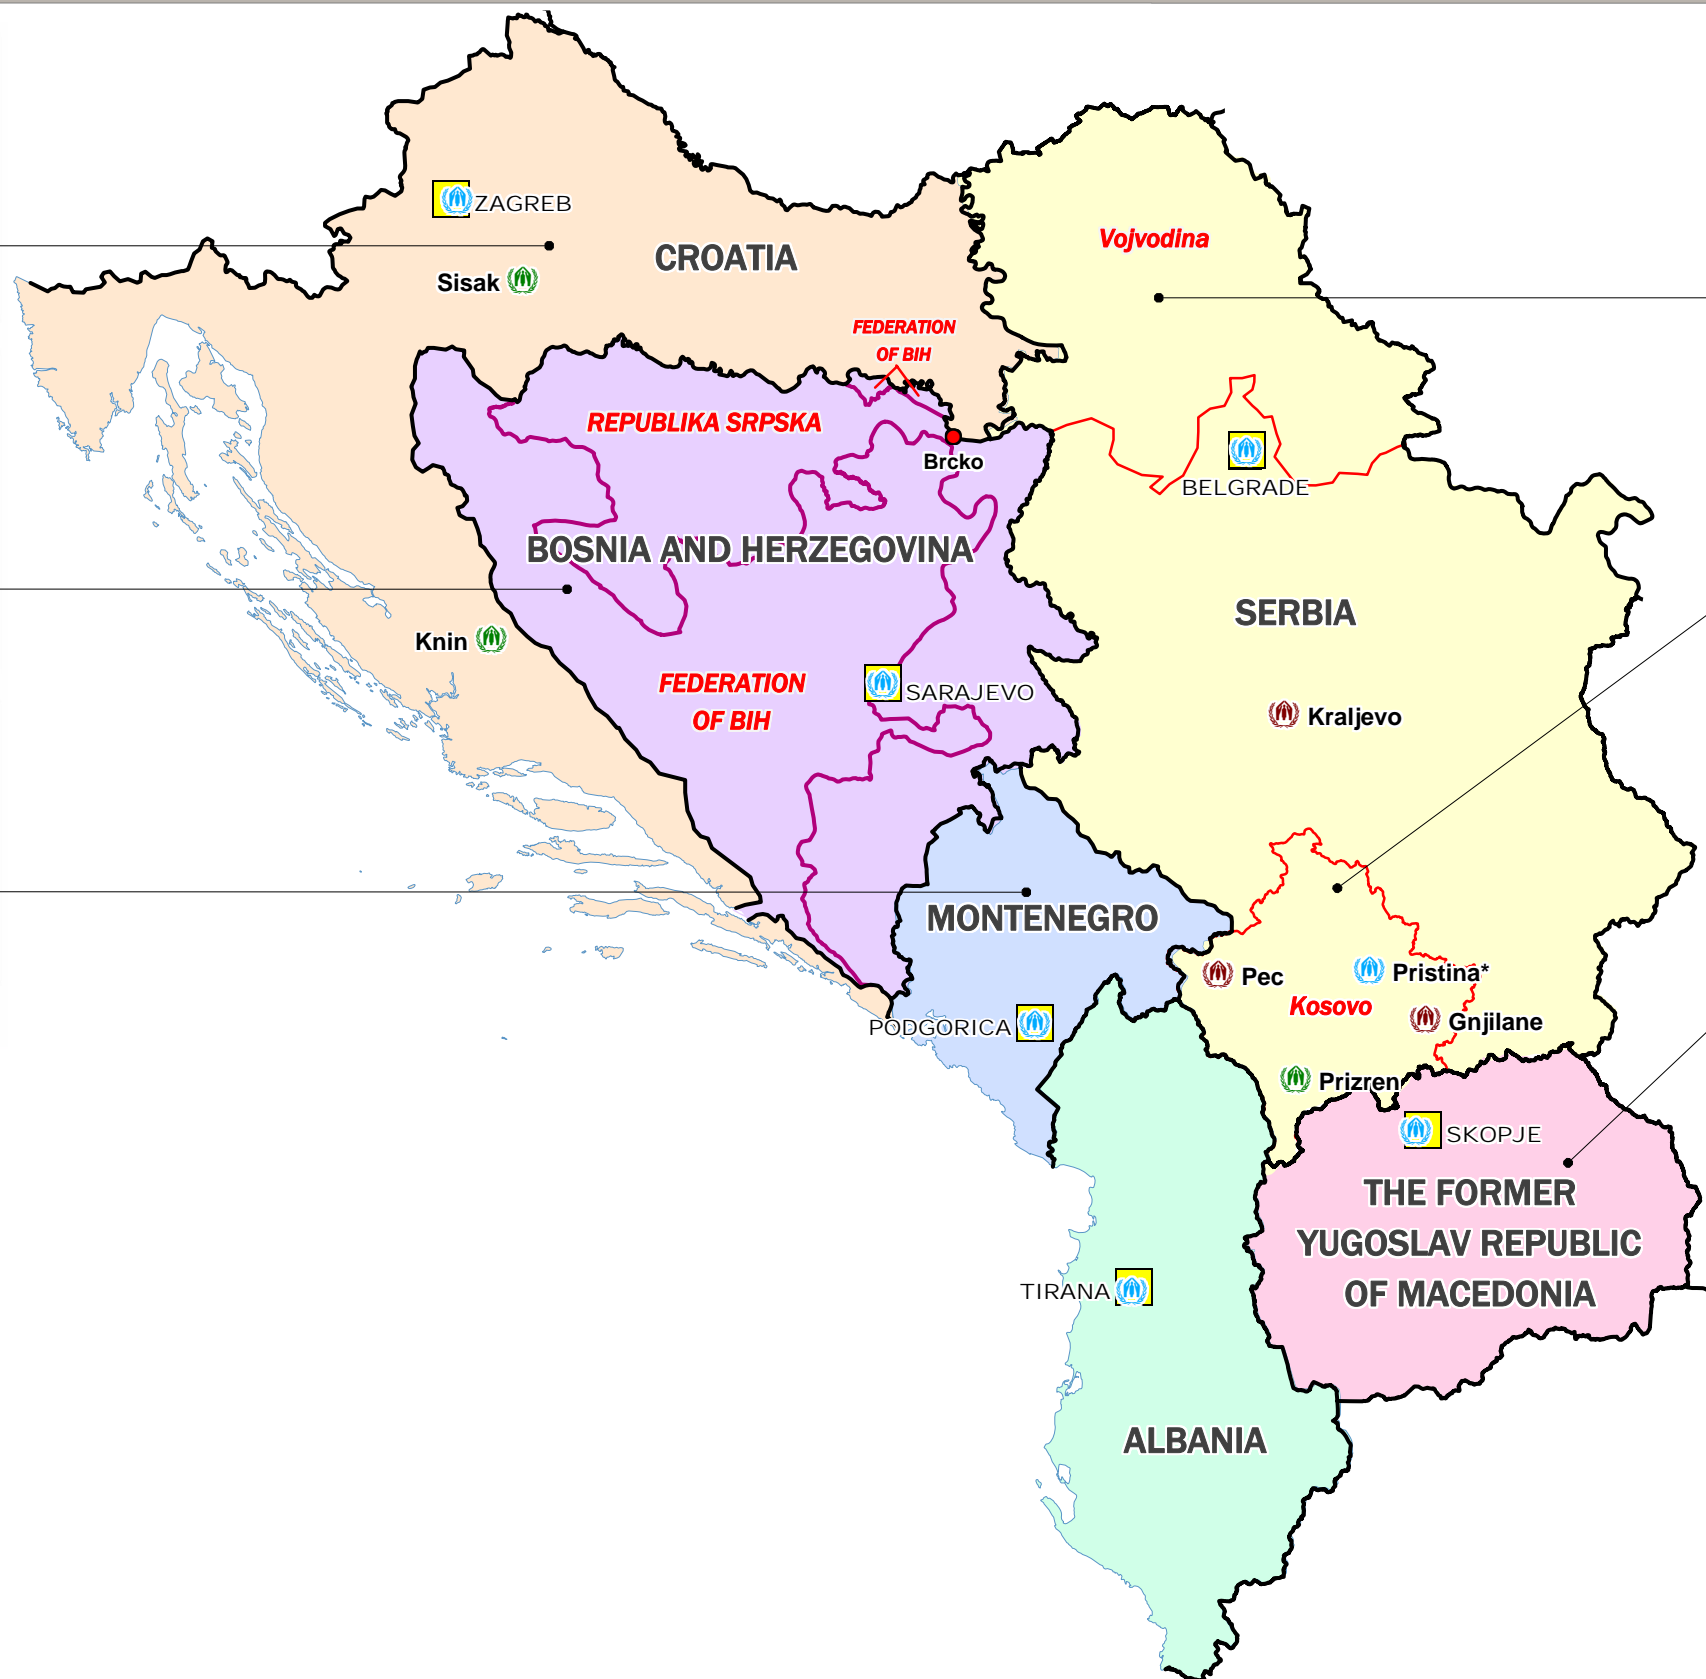 ZAGREB
CROATIA
Vojvodina
Sisak
FEDERATION
OF BIH
REPUBLIKA SRPSKA
Brcko
BELGRADE
BOSNIA AND HERZEGOVINA
SERBIA
Knin
FEDERATION
OF BIH
SARAJEVO
Kraljevo
MONTENEGRO
Pec
Pristina*
Kosovo
Gnjilane
PODGORICA
Prizren
SKOPJE
THE FORMER
YUGOSLAV REPUBLIC
OF MACEDONIA
TIRANA
ALBANIA